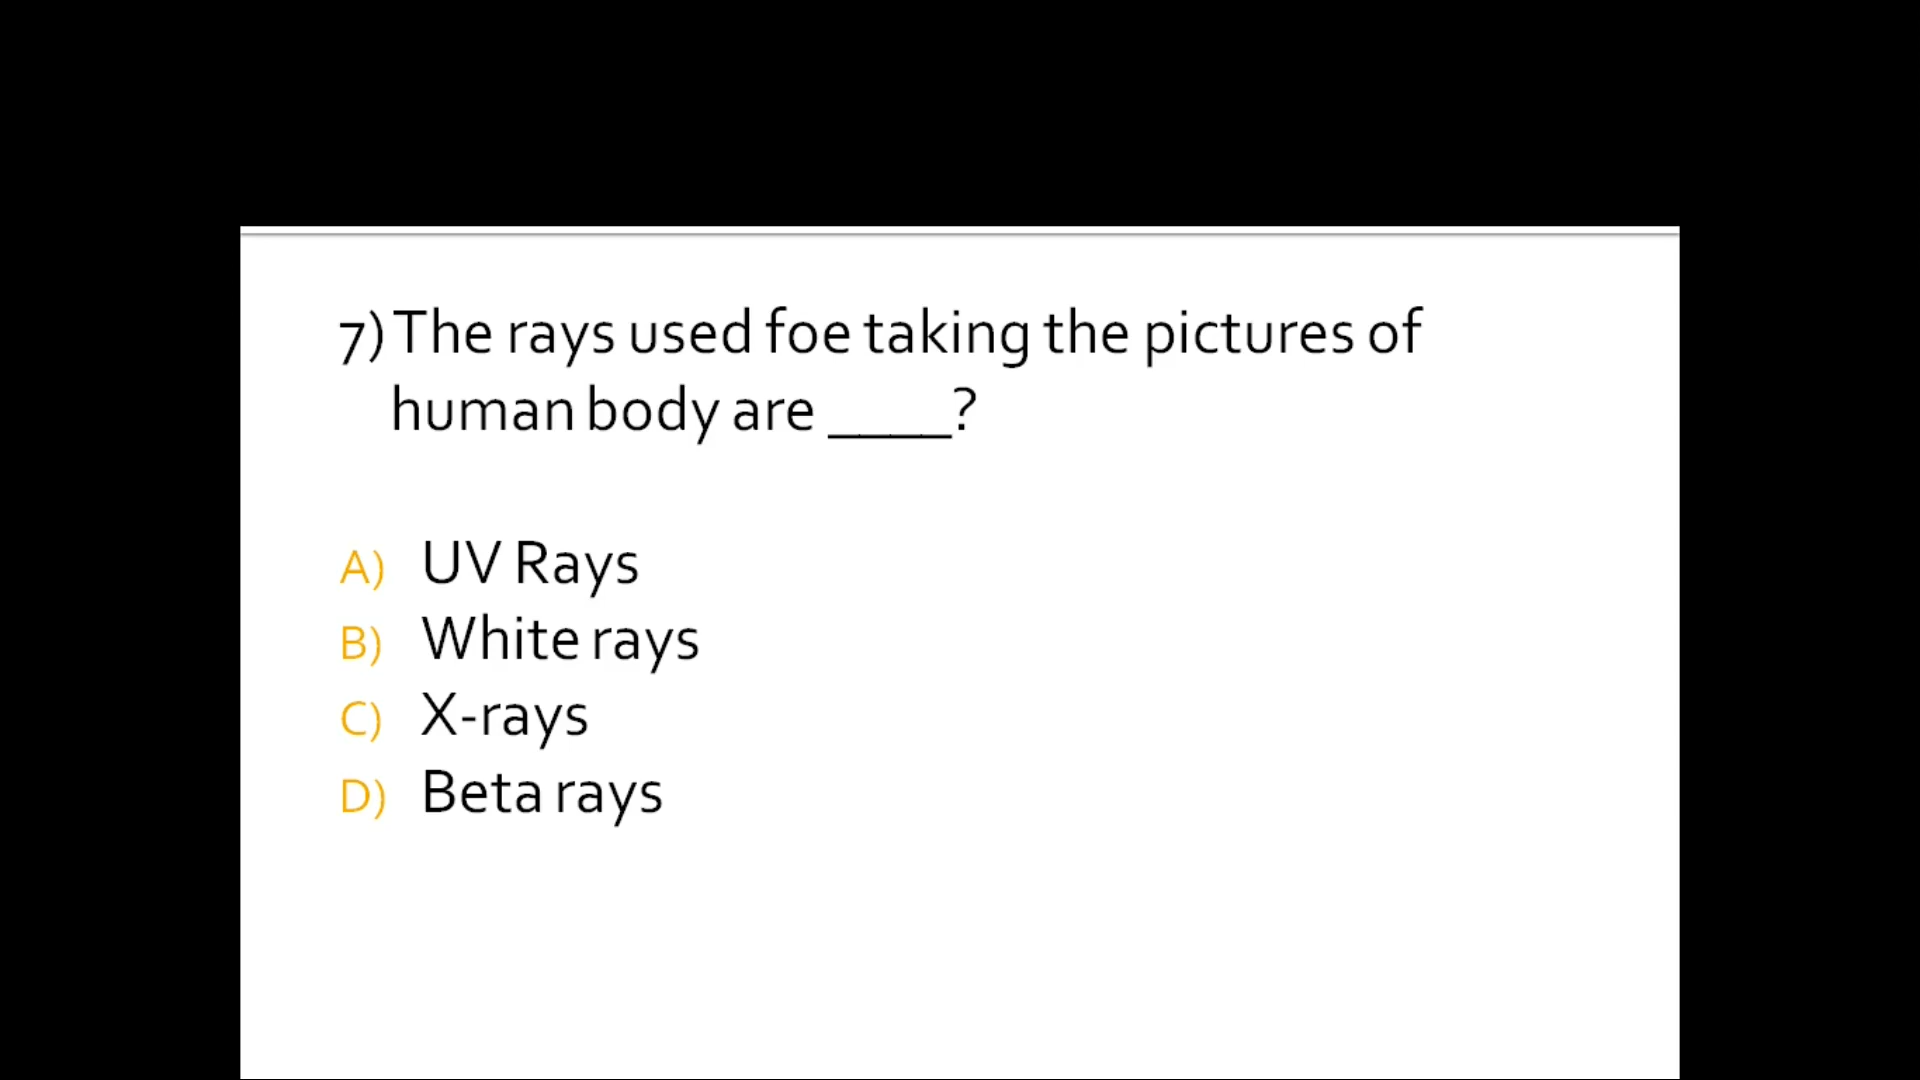 7) The rays used foe taking the pictures of
human body are ____?
A) UV Rays
B) White rays
C) X-rays
D) Beta rays